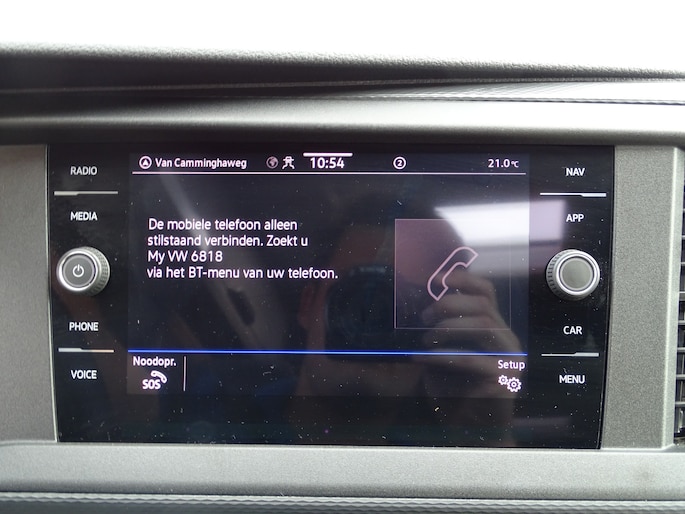 RADIO
MEDIA
PHONE
VOICE
Van Camminghaweg
10:54
2
21.0 °C
De mobiele telefoon alleen
stilstaand verbinden. Zoekt u
My VW 6818
via het BT-menu van uw telefoon.
Noodopr.
SOS
Setup
NAV
APP
CAR
MENU